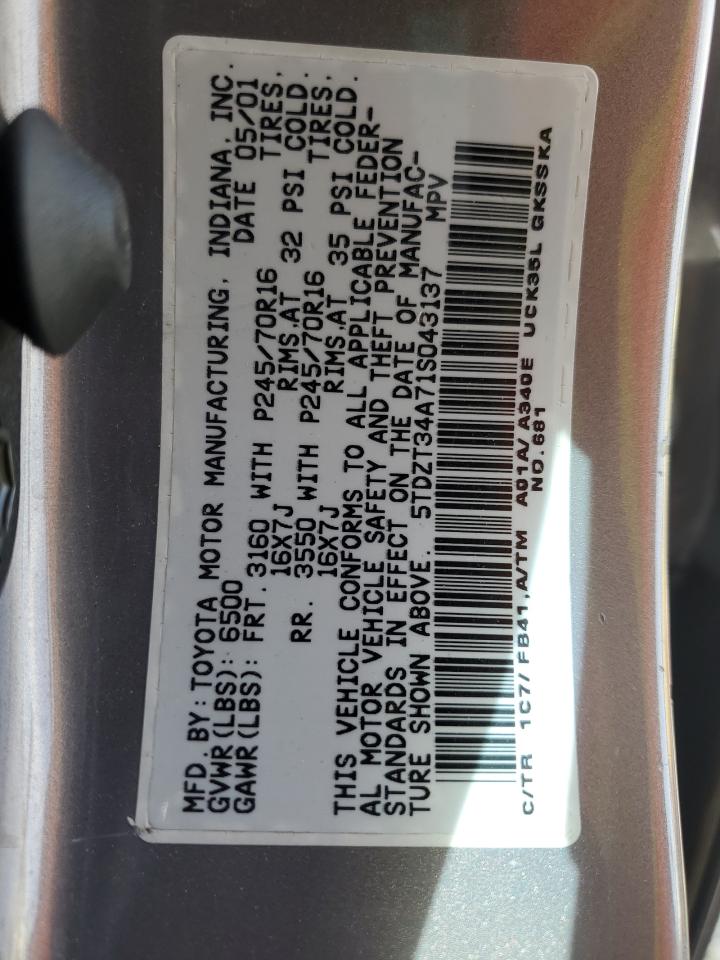 MFD. BY: TOYOTA MOTOR MANUFACTURING, INDIANA, INC.
GVWR(LBS): 6500 DATE 05/01
GAWR(LBS): FRT. 3160 WITH P245/70R16 TIRES,
16X7J RIMS,AT 32 PSI COLD.
RR. 3550 WITH P245/70R16 TIRES,
16X7J RIMS,AT 35 PSI COLD.
THIS VEHICLE CONFORMS TO ALL APPLICABLE FEDER-
AL MOTOR VEHICLE SAFETY AND THEFT PREVENTION
STANDARDS IN EFFECT ON THE DATE OF MANUFAC-
TURE SHOWN ABOVE. 5TDZT34A71S043137 MPV
C/TR 1C7/FB41,A/TM A01A/A340E UCK35L GKSSKA
NO.681